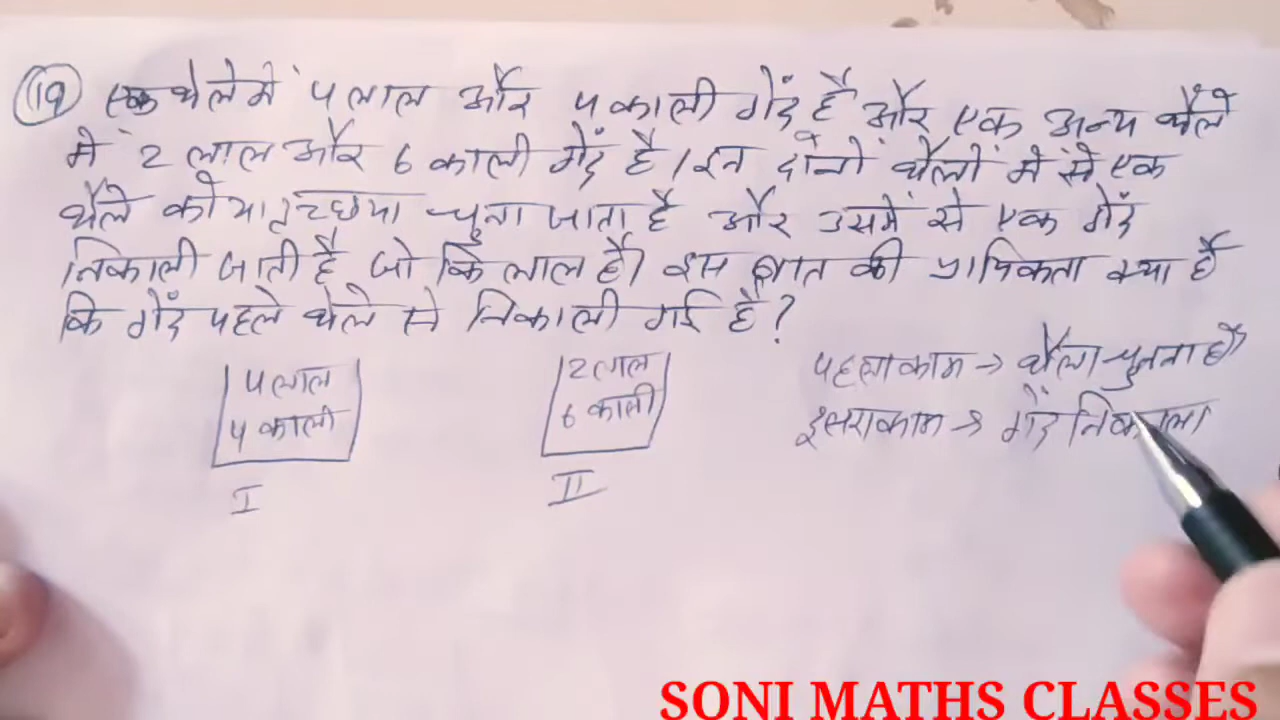 (19) एक थैले में 4 लाल और 4 काली गेंदें हैं और एक अन्य थैले
में 2 लाल और 6 काली गेंदें हैं। इन दोनों थैलों में से एक
थैले को यादृच्छया चुना जाता है और उसमें से एक गेंद
निकाली जाती है जो कि लाल है। इस बात की प्रायिकता क्या है
कि गेंद पहले थैले से निकाली गई है?
4 लाल
4 काली
I
2 लाल
6 काली
II
पहला काम → थैला चुनना है
दूसरा काम → गेंद निकालना
SONI MATHS CLASSES